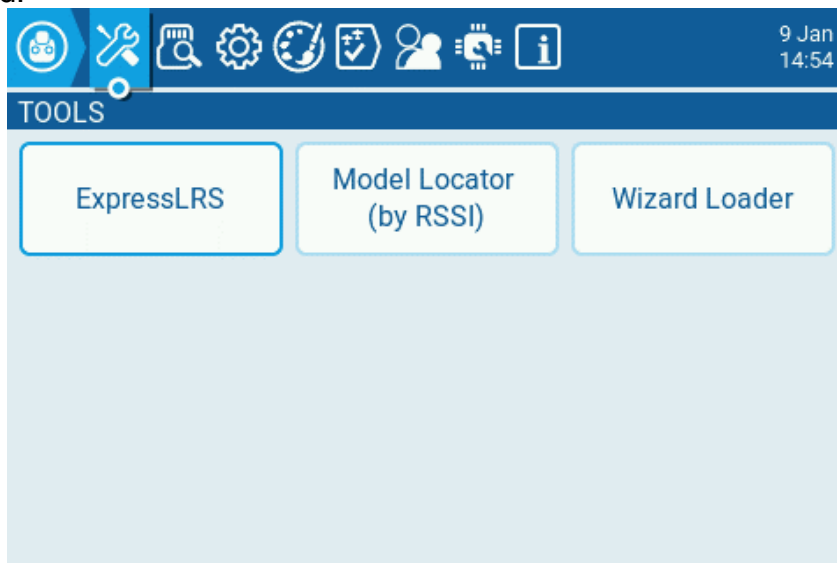 9 Jan
14:54
TOOLS
ExpressLRS
Model Locator
(by RSSI)
Wizard Loader